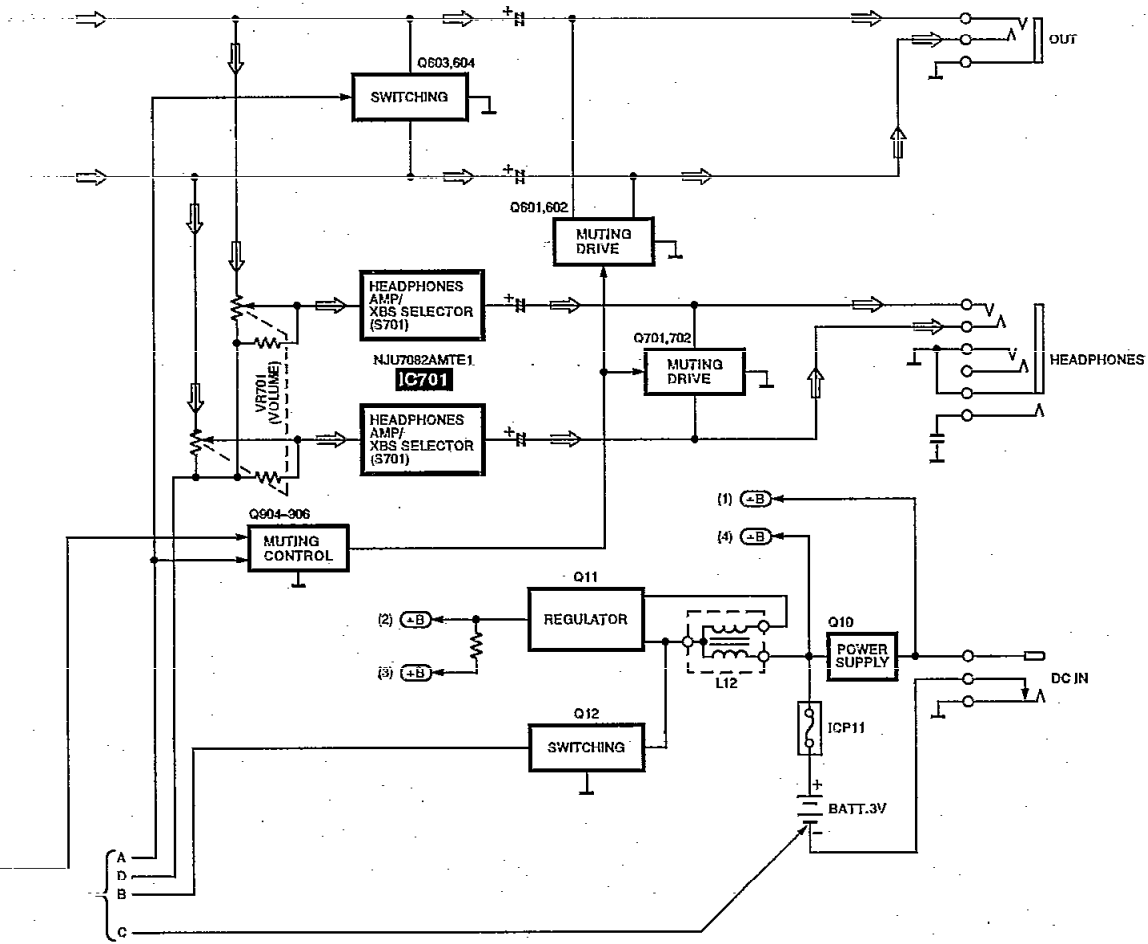 OUT
Q603,604
SWITCHING
Q601,602
MUTING
DRIVE
HEADPHONES
AMP/
XBS SELECTOR
(S701)
NJU7082AMTE1
IC701
Q701,702
MUTING
DRIVE
HEADPHONES
VR701
(VOLUME)
HEADPHONES
AMP/
XBS SELECTOR
(S701)
(1) +B
(4) +B
Q904-906
MUTING
CONTROL
Q11
REGULATOR
(2) +B
(3) +B
L12
Q10
POWER
SUPPLY
DC IN
Q12
SWITCHING
ICP11
+
BATT.3V
−
A
D
B
C